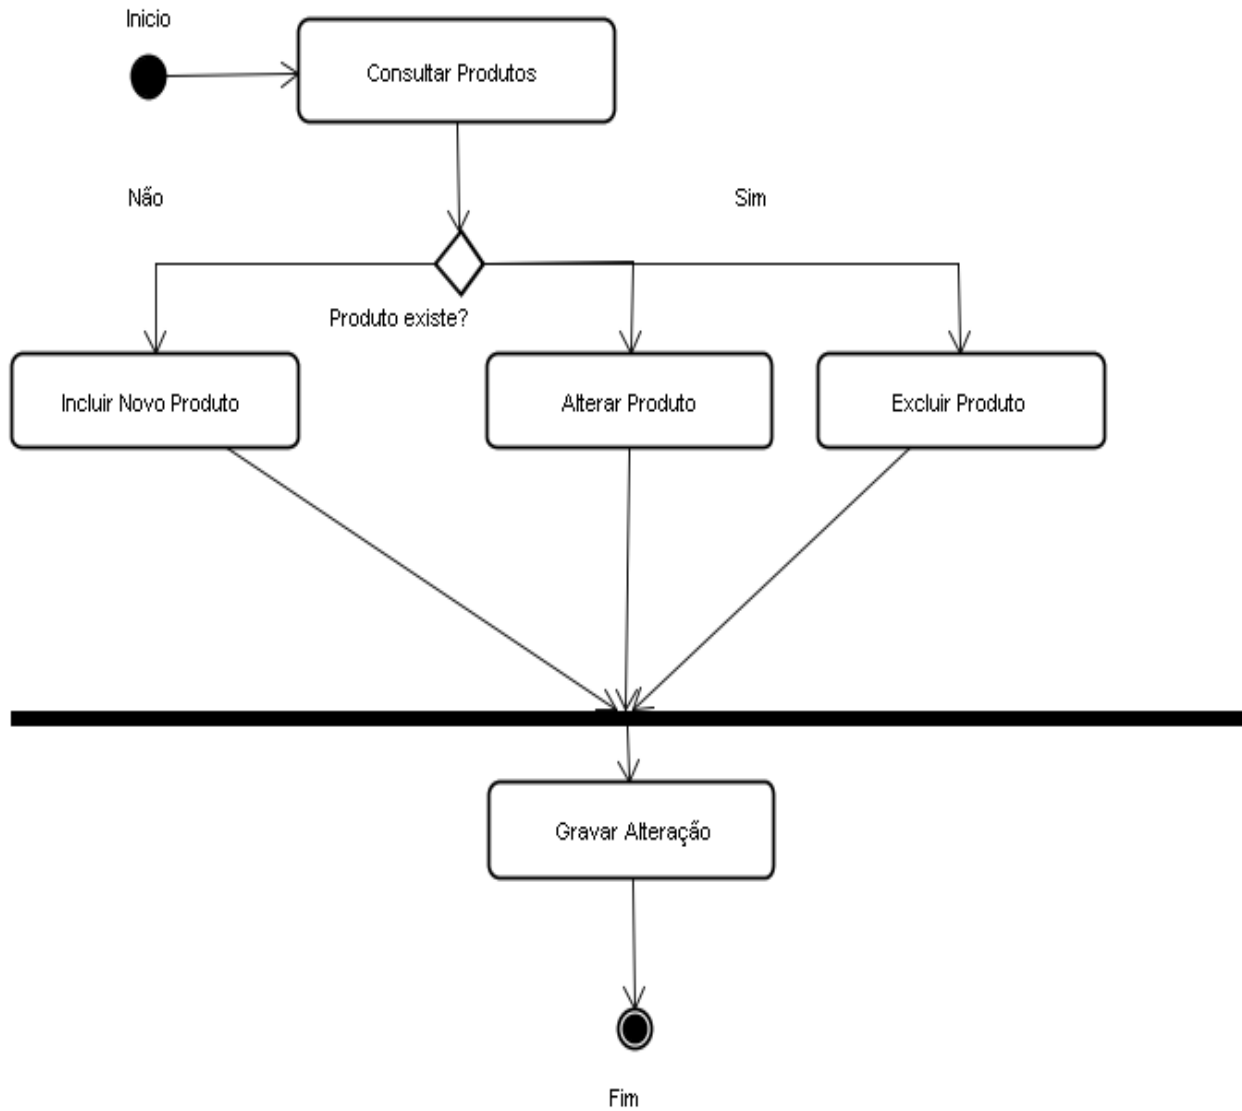 Inicio
Consultar Produtos
Não
Sim
Produto existe?
Incluir Novo Produto
Alterar Produto
Excluir Produto
Gravar Alteração
Fim